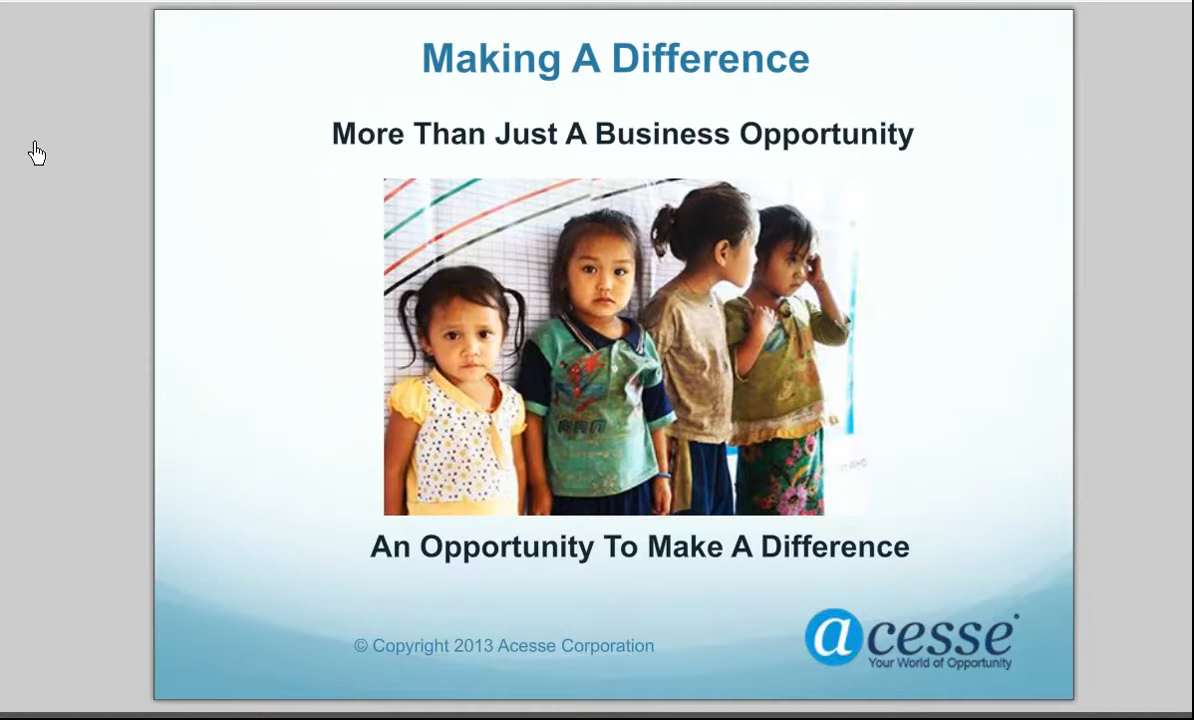 Making A Difference
More Than Just A Business Opportunity
An Opportunity To Make A Difference
© Copyright 2013 Acesse Corporation
acesse
Your World of Opportunity